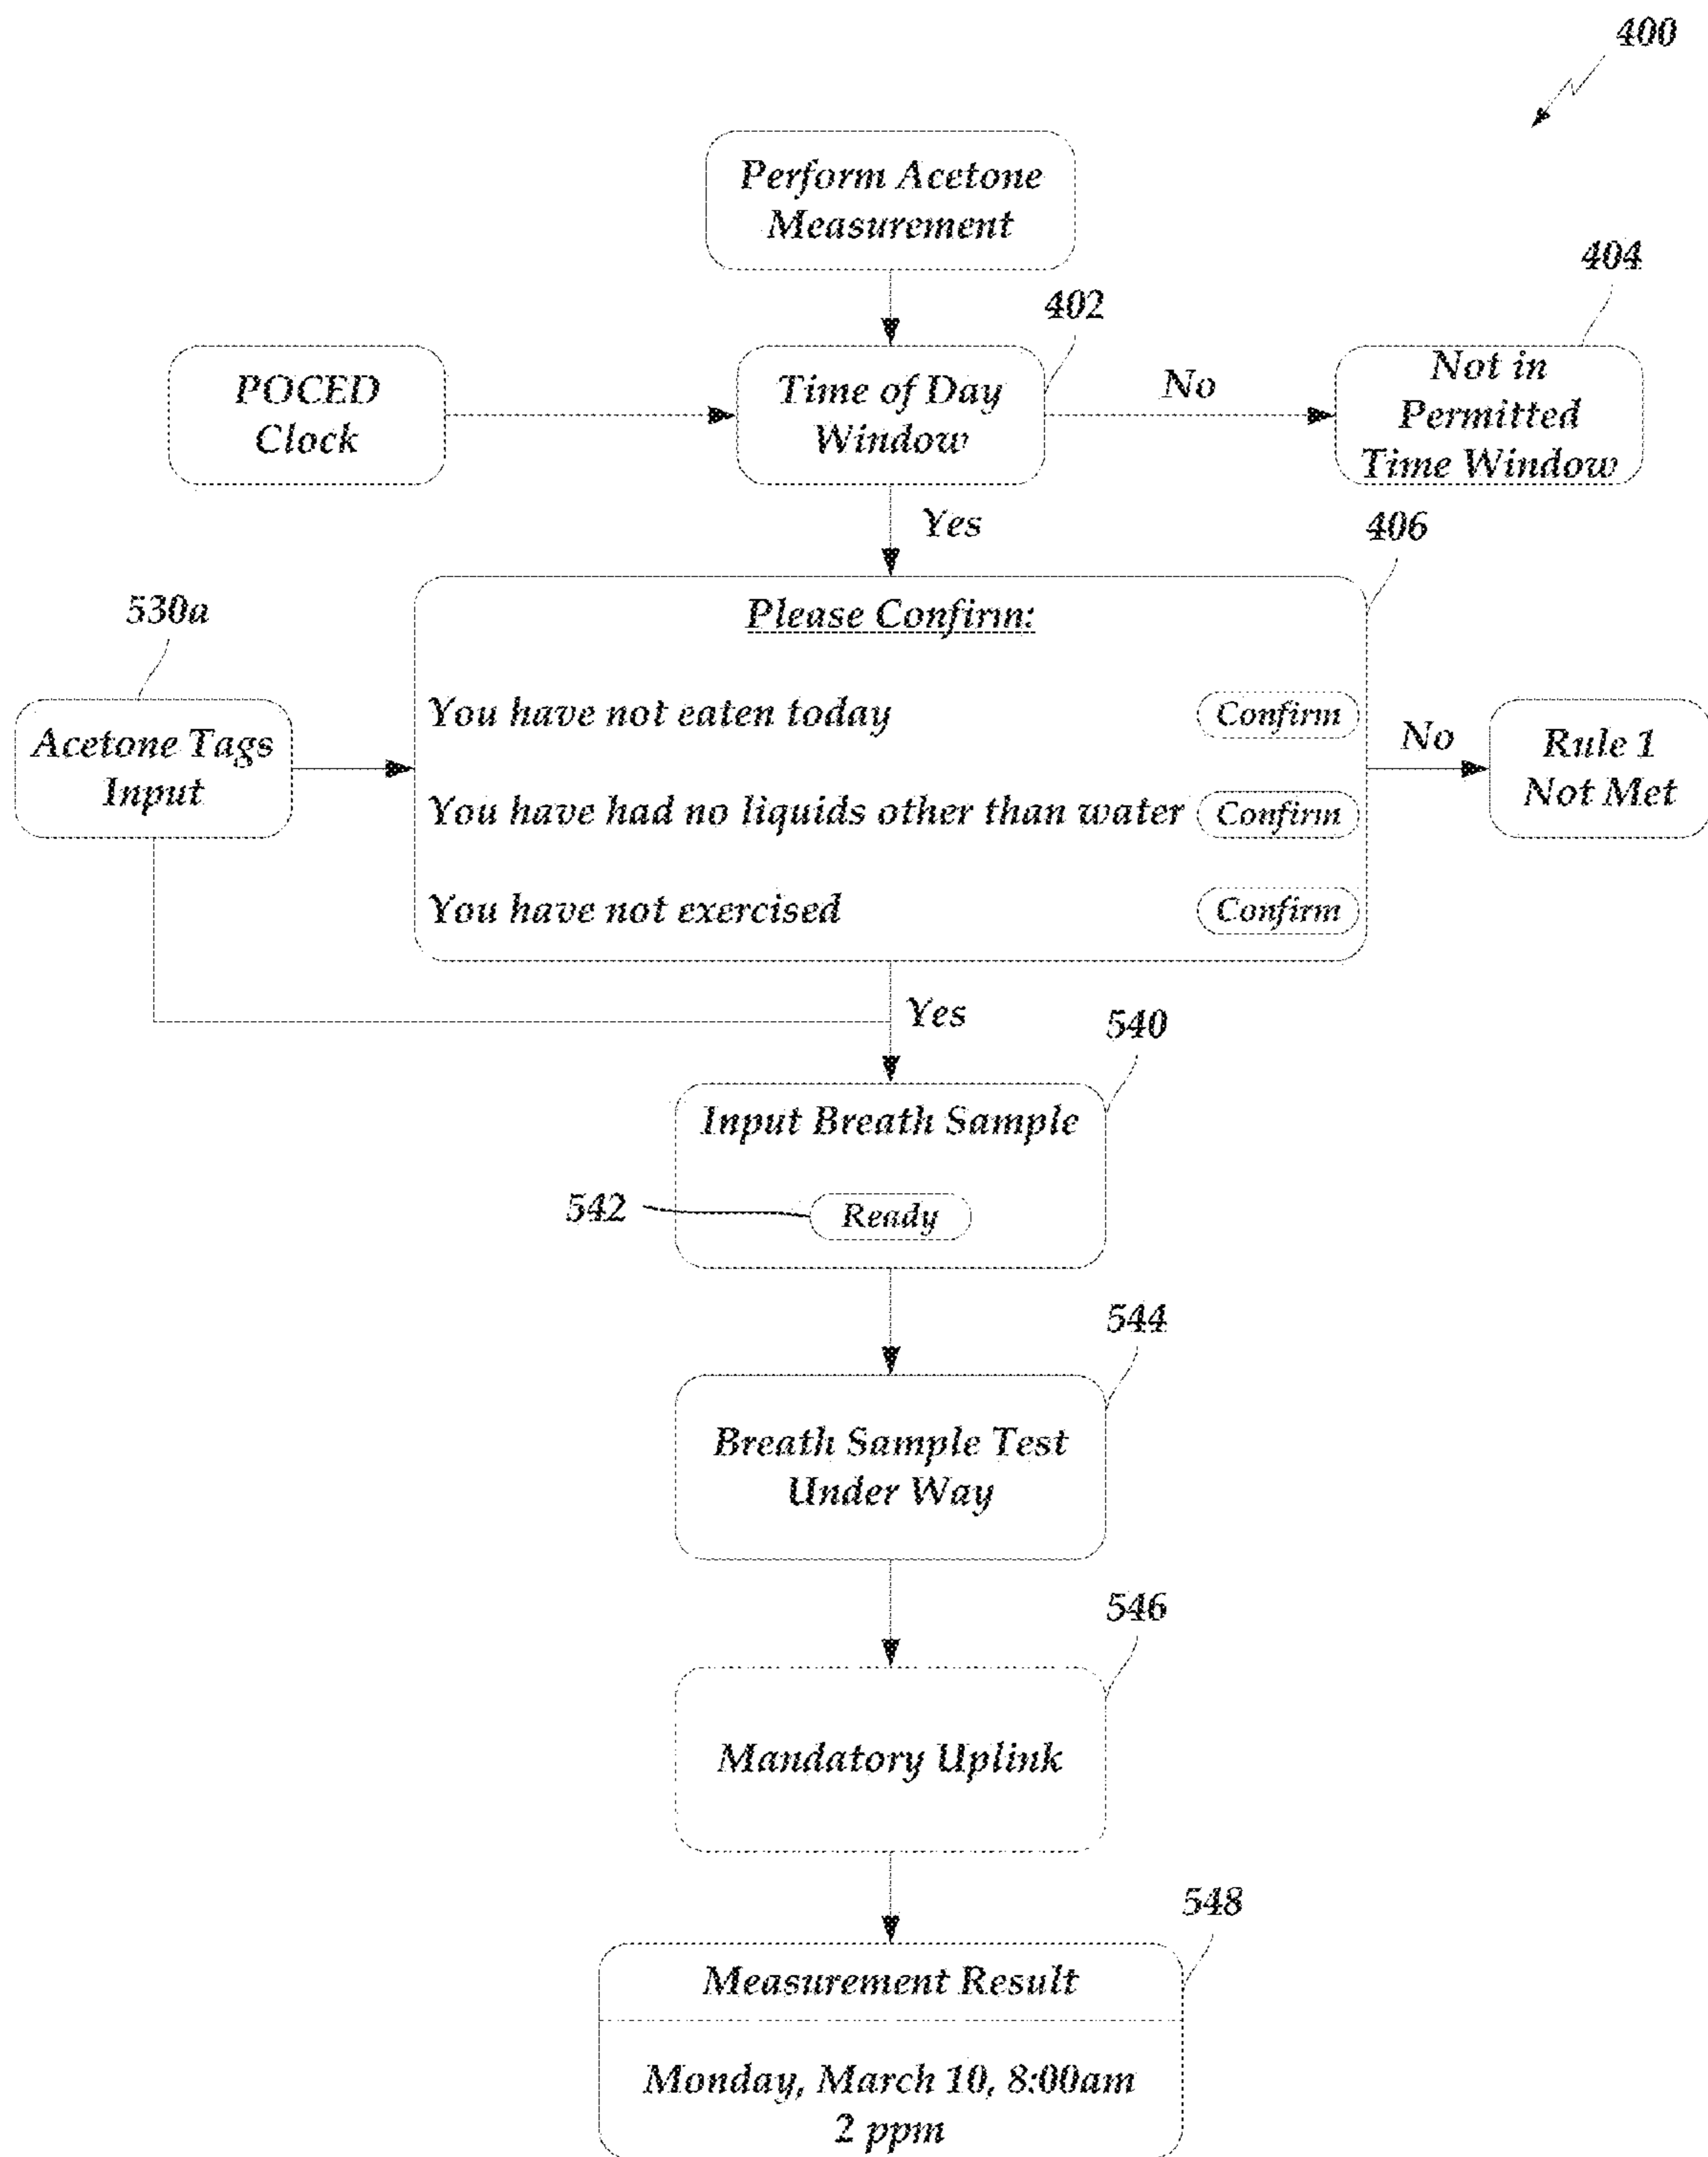 400
Perform Acetone
Measurement
402
404
POCED
Clock
Time of Day
Window
No
Not in
Permitted
Time Window
Yes
406
530a
Please Confirm:
Acetone Tags
Input
You have not eaten today
Confirm
You have had no liquids other than water
Confirm
You have not exercised
Confirm
No
Rule 1
Not Met
Yes
540
Input Breath Sample
542
Ready
544
Breath Sample Test
Under Way
546
Mandatory Uplink
548
Measurement Result
Monday, March 10, 8:00am
2 ppm